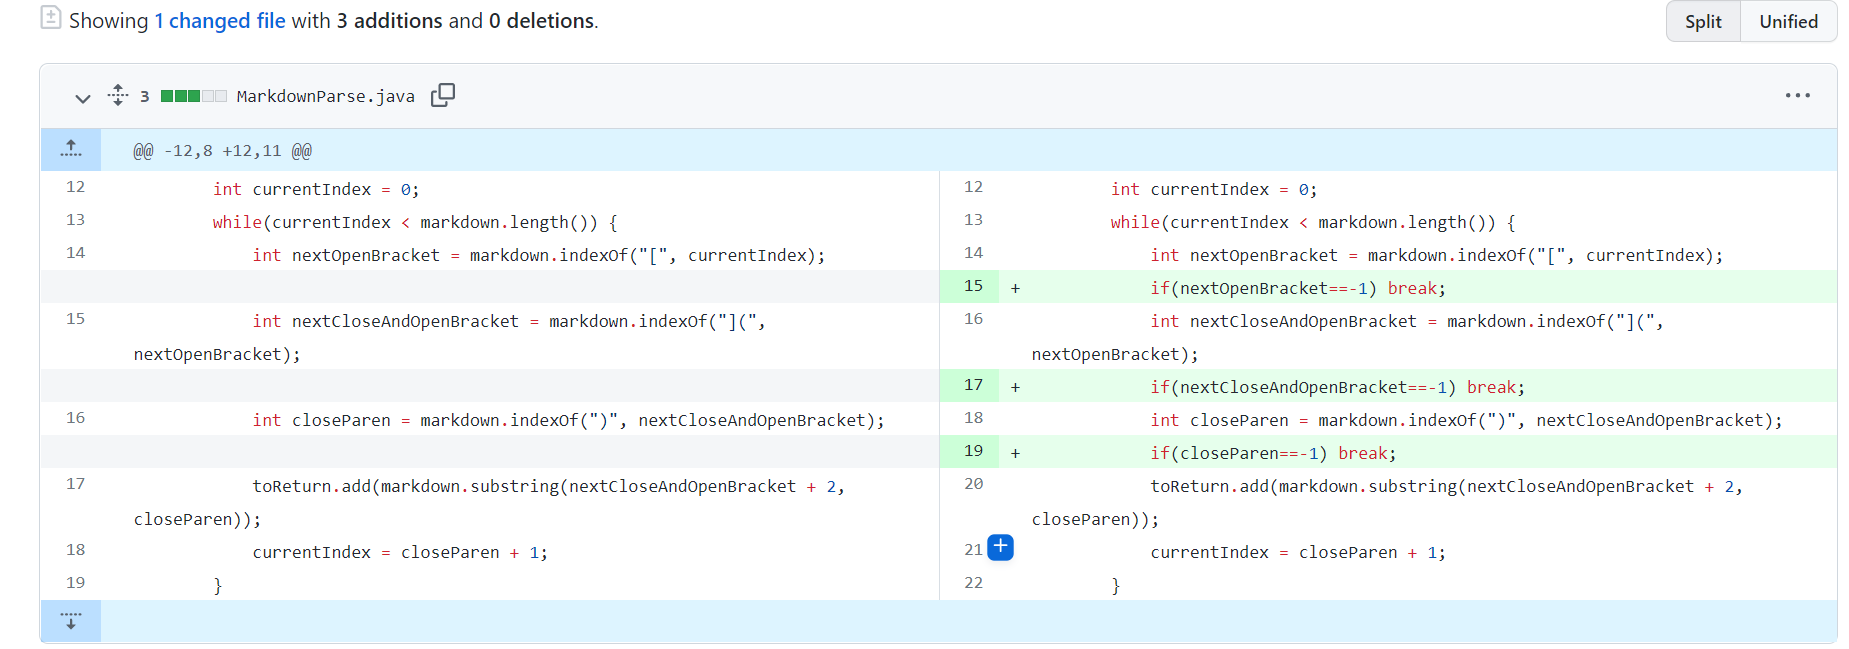 Showing 1 changed file with 3 additions and 0 deletions.
Split Unified
3 MarkdownParse.java
@@ -12,8 +12,11 @@
12 int currentIndex = 0; 12 int currentIndex = 0;
13 while(currentIndex < markdown.length()) { 13 while(currentIndex < markdown.length()) {
14 int nextOpenBracket = markdown.indexOf("[", currentIndex); 14 int nextOpenBracket = markdown.indexOf("[", currentIndex);
15 + if(nextOpenBracket==-1) break;
15 int nextCloseAndOpenBracket = markdown.indexOf("](", 16 int nextCloseAndOpenBracket = markdown.indexOf("](",
nextOpenBracket); nextOpenBracket);
17 + if(nextCloseAndOpenBracket==-1) break;
16 int closeParen = markdown.indexOf(")", nextCloseAndOpenBracket); 18 int closeParen = markdown.indexOf(")", nextCloseAndOpenBracket);
19 + if(closeParen==-1) break;
17 toReturn.add(markdown.substring(nextCloseAndOpenBracket + 2, 20 toReturn.add(markdown.substring(nextCloseAndOpenBracket + 2,
closeParen)); closeParen));
18 currentIndex = closeParen + 1; 21 currentIndex = closeParen + 1;
19 } 22 }